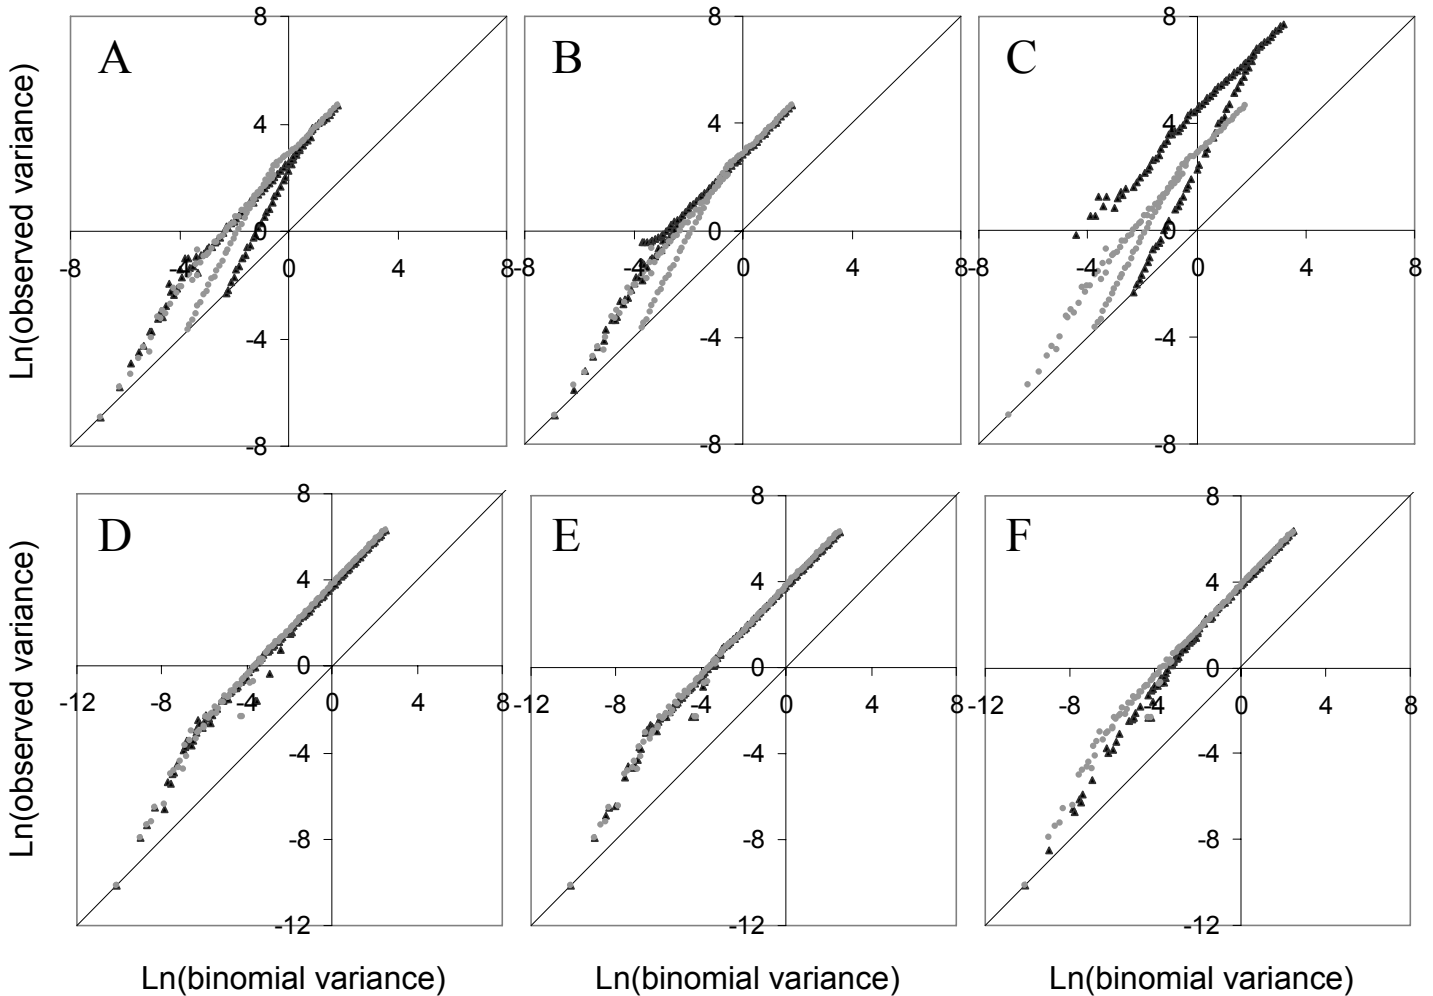 8 8 8
A B C
Ln(observed variance)
4 4 4
0 0 0
-8 -4 0 4 8 -8 -4 0 4 8 -8 -4 0 4 8
-4 -4 -4
-8 -8 -8
8 8 8
D E F
Ln(observed variance)
4 4 4
0 0 0
-12 -8 -4 0 4 8 -12 -8 -4 0 4 8 -12 -8 -4 0 4 8
-4 -4 -4
-8 -8 -8
-12 -12 -12
Ln(binomial variance) Ln(binomial variance) Ln(binomial variance)